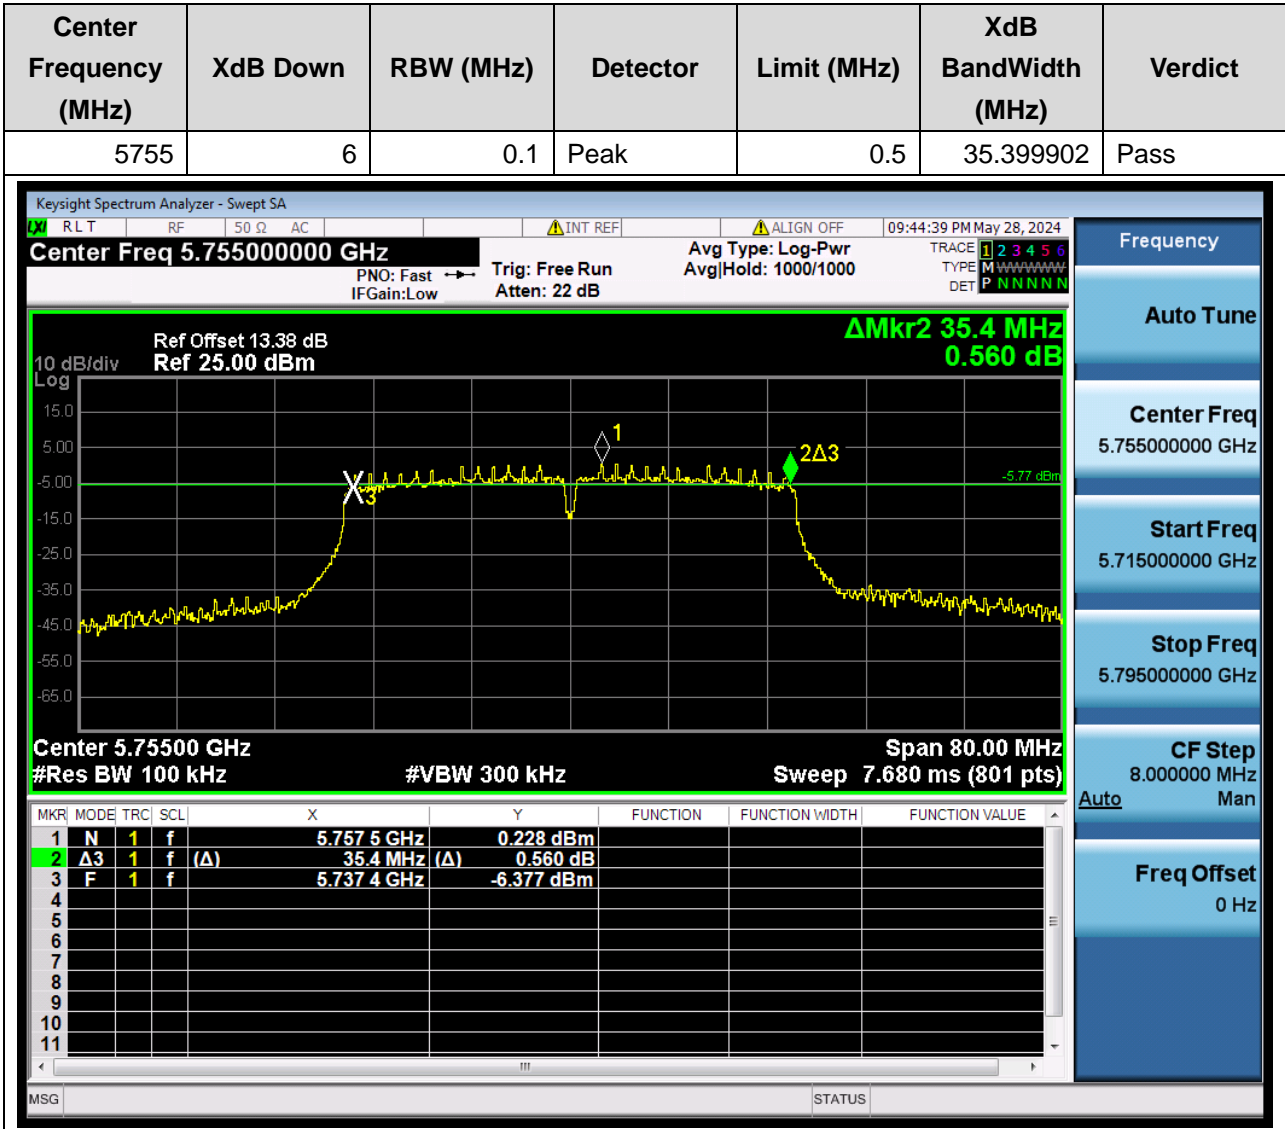 Center Frequency (MHz) XdB Down RBW (MHz) Detector Limit (MHz) XdB BandWidth (MHz) Verdict
5755 6 0.1 Peak 0.5 35.399902 Pass
Keysight Spectrum Analyzer - Swept SA
LXI RLT RF 50 Ω AC INT REF ALIGN OFF 09:44:39 PM May 28, 2024
Center Freq 5.755000000 GHz
PNO: Fast
IFGain:Low
Trig: Free Run
Atten: 22 dB
Avg Type: Log-Pwr
Avg|Hold: 1000/1000
TRACE 1 2 3 4 5 6
TYPE M WWWWW
DET P N N N N N
ΔMkr2 35.4 MHz
0.560 dB
Ref Offset 13.38 dB
10 dB/div Ref 25.00 dBm
Log
15.0
5.00
-5.00
-15.0
-25.0
-35.0
-45.0
-55.0
-65.0
1
2Δ3
3
-5.77 dBm
Center 5.75500 GHz Span 80.00 MHz
#Res BW 100 kHz #VBW 300 kHz Sweep 7.680 ms (801 pts)
MKR MODE TRC SCL X Y FUNCTION FUNCTION WIDTH FUNCTION VALUE
1 N 1 f 5.757 5 GHz 0.228 dBm
2 Δ3 1 f (Δ) 35.4 MHz (Δ) 0.560 dB
3 F 1 f 5.737 4 GHz -6.377 dBm
4
5
6
7
8
9
10
11
MSG STATUS
Frequency
Auto Tune
Center Freq
5.755000000 GHz
Start Freq
5.715000000 GHz
Stop Freq
5.795000000 GHz
CF Step
8.000000 MHz
Auto Man
Freq Offset
0 Hz